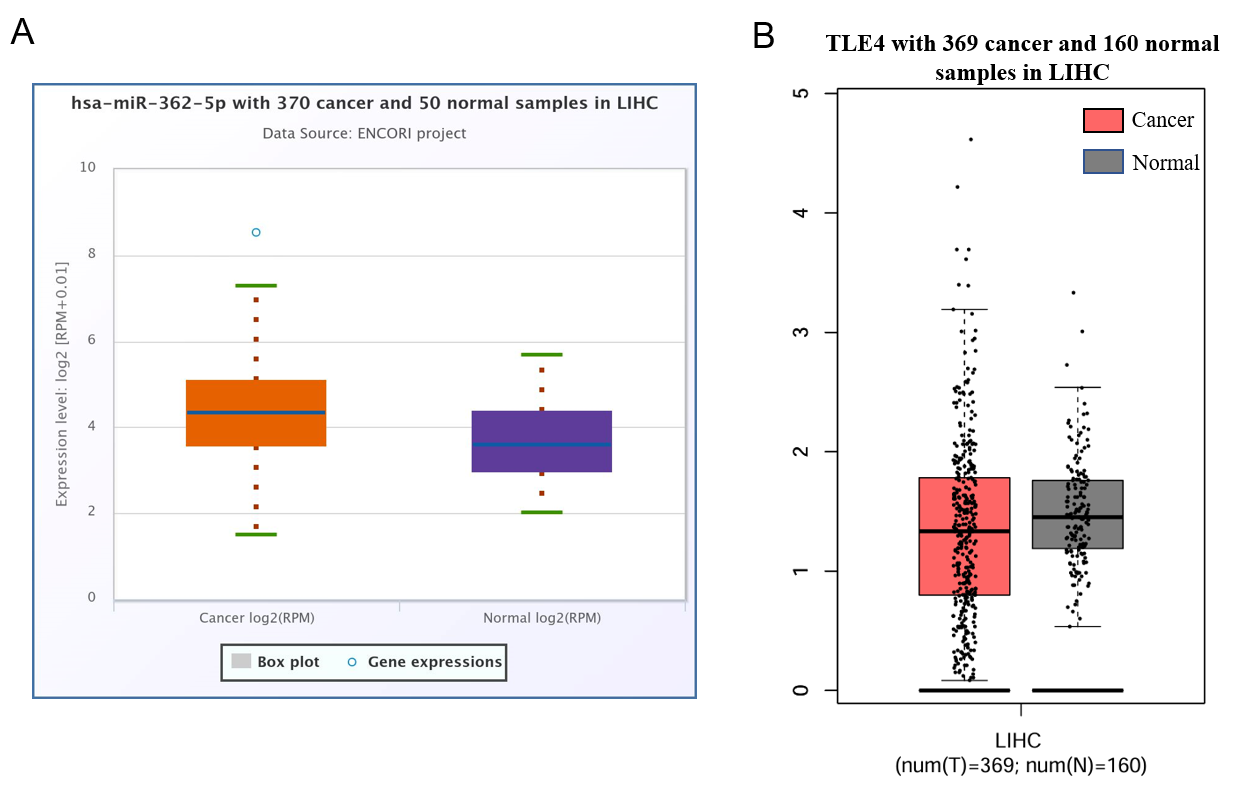 A
hsa-miR-362-5p with 370 cancer and 50 normal samples in LIHC
Data Source: ENCORI project
Expression level: log2 [RPM+0.01]
10
8
6
4
2
0
Cancer log2(RPM)
Normal log2(RPM)
Box plot
Gene expressions
B
TLE4 with 369 cancer and 160 normal
samples in LIHC
Cancer
Normal
5
4
3
2
1
0
LIHC
(num(T)=369; num(N)=160)